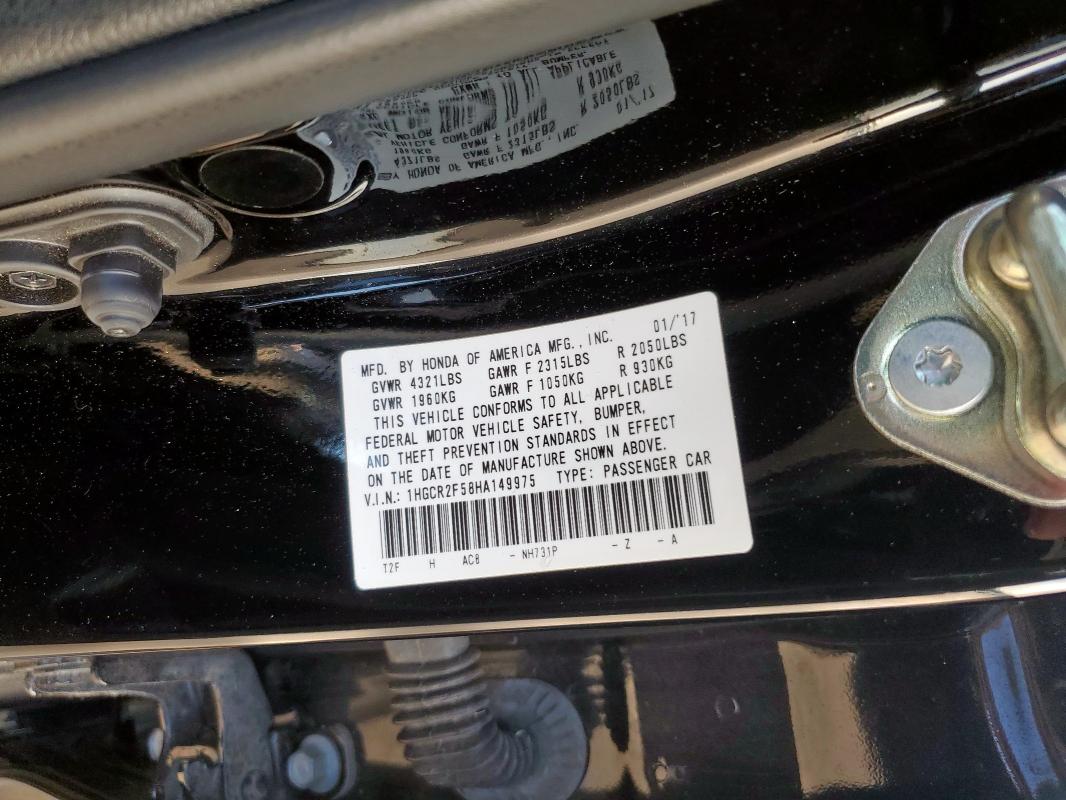 MFD. BY HONDA OF AMERICA MFG., INC. 01/'17
GVWR 4321LBS GAWR F 2315LBS R 2050LBS
GVWR 1960KG GAWR F 1050KG R 930KG
THIS VEHICLE CONFORMS TO ALL APPLICABLE
FEDERAL MOTOR VEHICLE SAFETY, BUMPER,
AND THEFT PREVENTION STANDARDS IN EFFECT
ON THE DATE OF MANUFACTURE SHOWN ABOVE.
V.I.N.: 1HGCR2F58HA149975 TYPE: PASSENGER CAR
T2F H AC8 - NH731P - Z - A